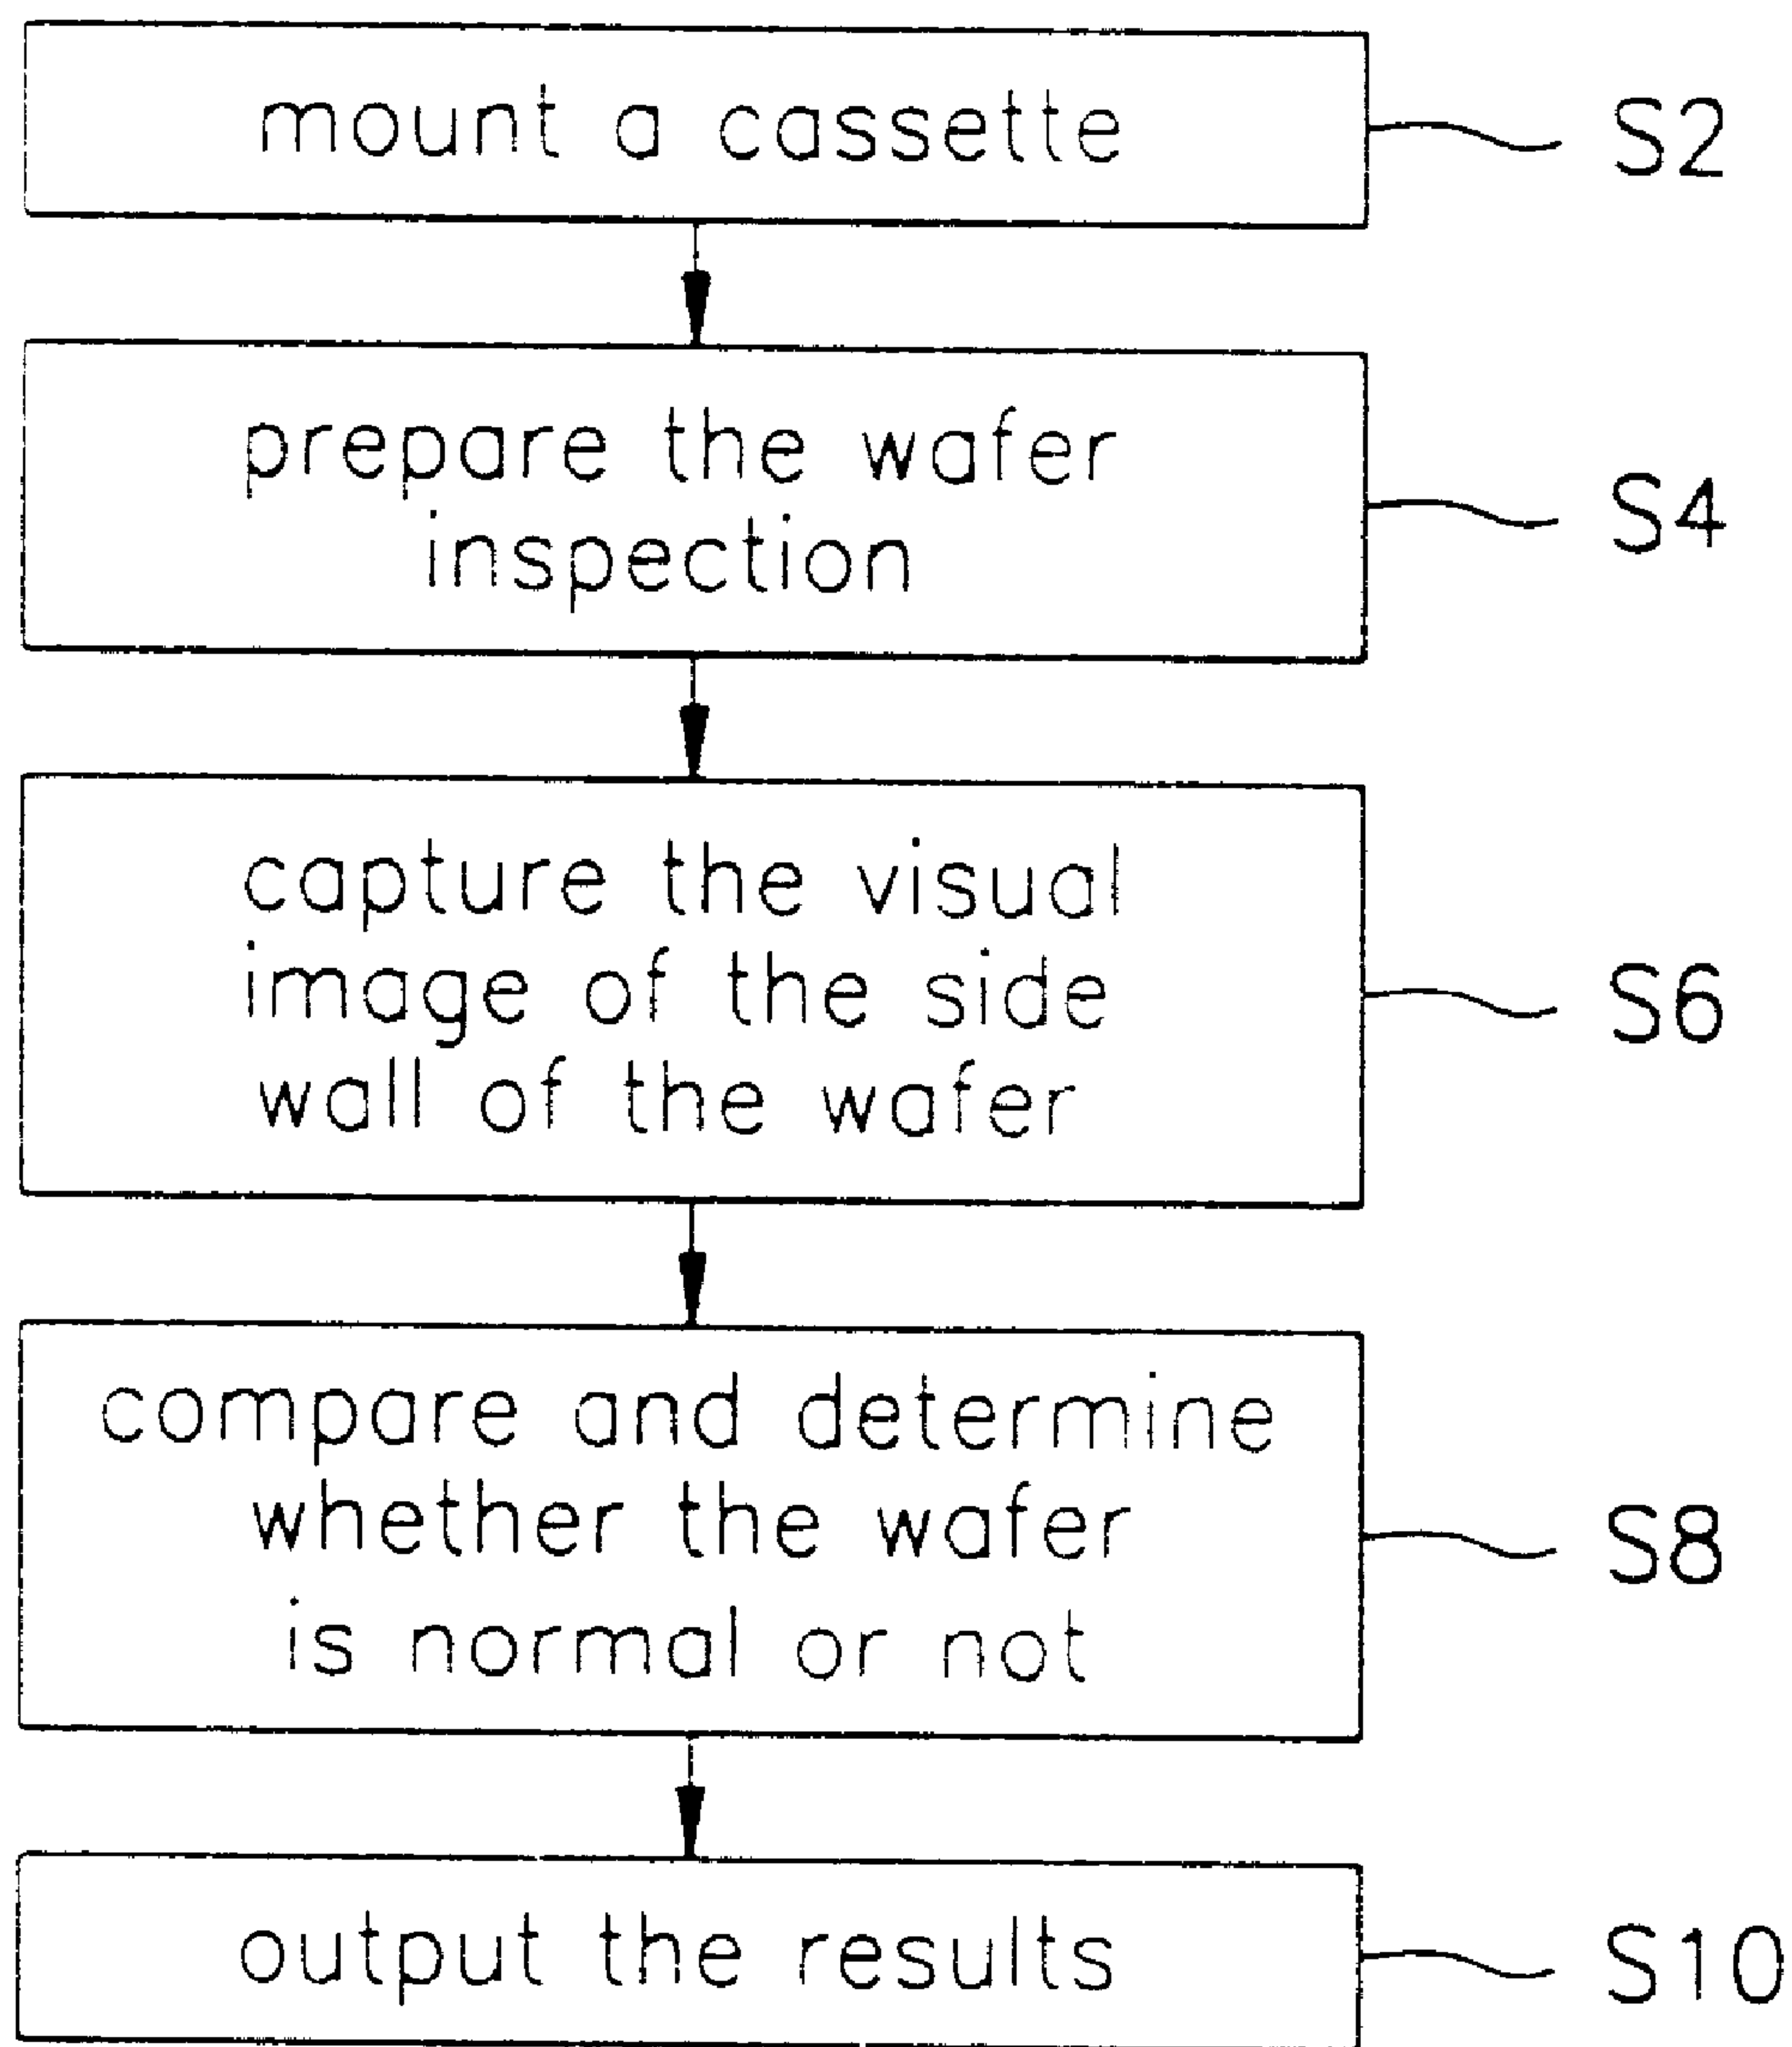 mount a cassette
S2
prepare the wafer
inspection
S4
capture the visual
image of the side
wall of the wafer
S6
compare and determine
whether the wafer
is normal or not
S8
output the results
S10